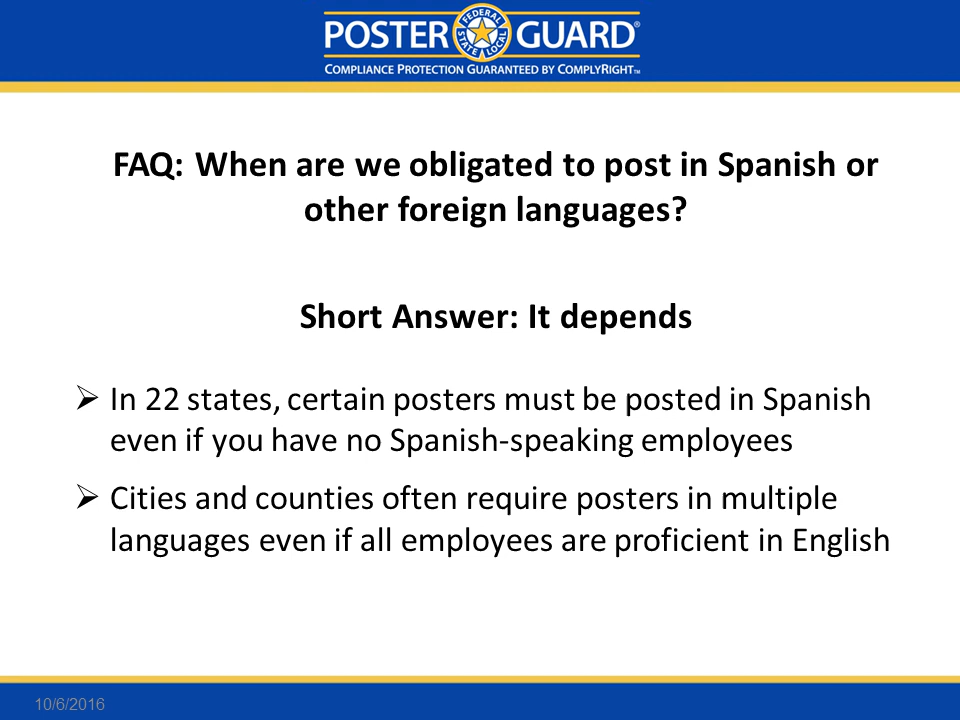 POSTER GUARD®
FEDERAL STATE LOCAL
COMPLIANCE PROTECTION GUARANTEED BY COMPLYRIGHT™
FAQ: When are we obligated to post in Spanish or
other foreign languages?
Short Answer: It depends
➢ In 22 states, certain posters must be posted in Spanish
even if you have no Spanish-speaking employees
➢ Cities and counties often require posters in multiple
languages even if all employees are proficient in English
10/6/2016